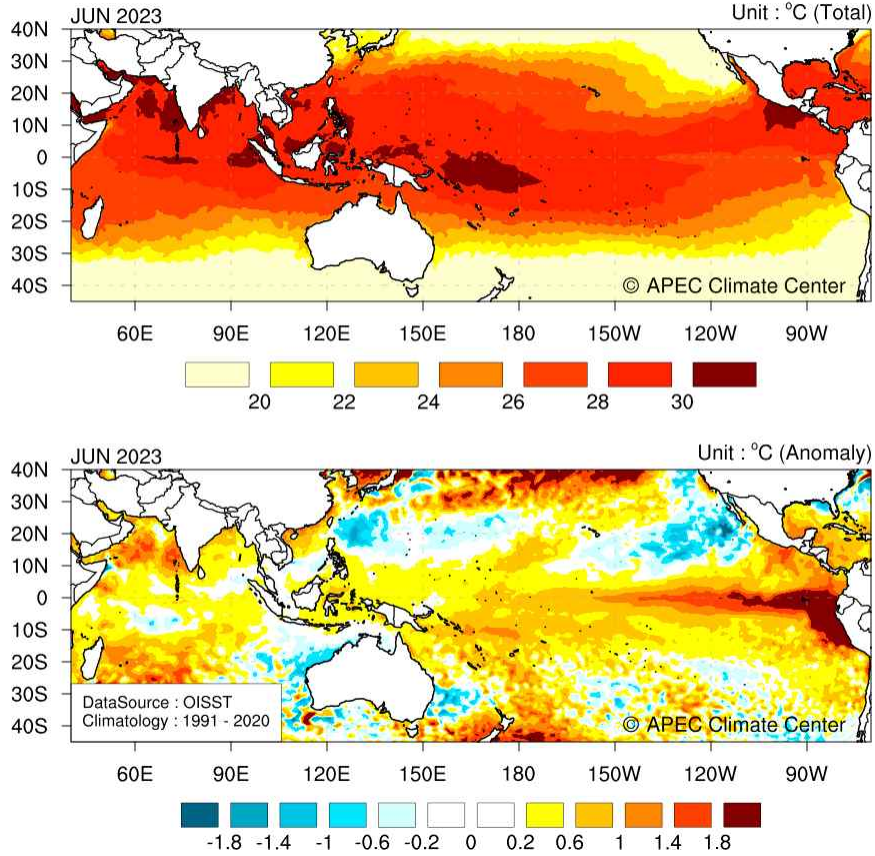 JUN 2023 Unit : °C (Total)
40N
30N
20N
10N
0
10S
20S
30S
40S
© APEC Climate Center
60E 90E 120E 150E 180 150W 120W 90W
20 22 24 26 28 30
JUN 2023 Unit : °C (Anomaly)
40N
30N
20N
10N
0
10S
20S
30S
40S
DataSource : OISST
Climatology : 1991 - 2020
© APEC Climate Center
60E 90E 120E 150E 180 150W 120W 90W
-1.8 -1.4 -1 -0.6 -0.2 0 0.2 0.6 1 1.4 1.8